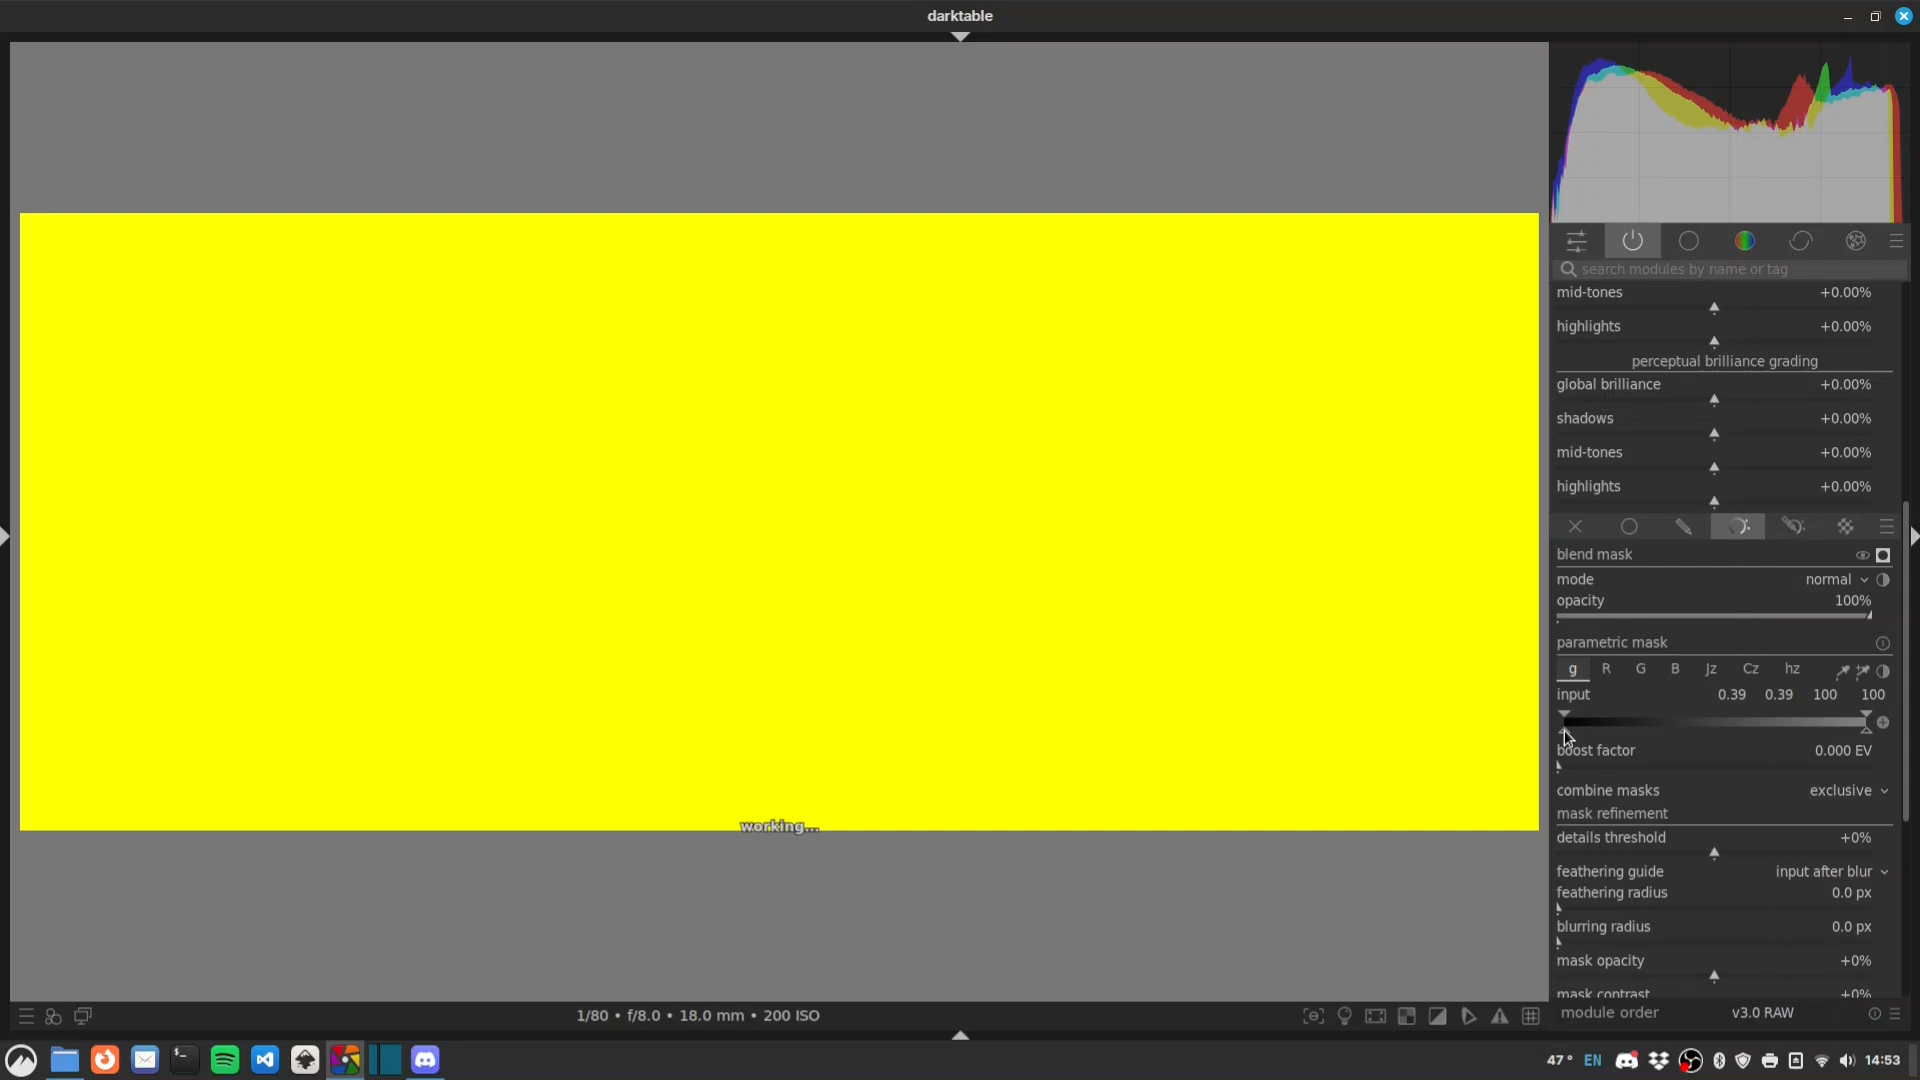 darktable
search modules by name or tag
mid-tones +0.00%
highlights +0.00%
perceptual brilliance grading
global brilliance +0.00%
shadows +0.00%
mid-tones +0.00%
highlights +0.00%
blend mask
mode normal
opacity 100%
parametric mask
g R G B Jz Cz hz
input 0.39 0.39 100 100
boost factor 0.000 EV
combine masks exclusive
mask refinement
details threshold +0%
feathering guide input after blur
feathering radius 0.0 px
blurring radius 0.0 px
mask opacity +0%
mask contrast +0%
working...
1/80 • f/8.0 • 18.0 mm • 200 ISO
module order v3.0 RAW
47° EN 14:53